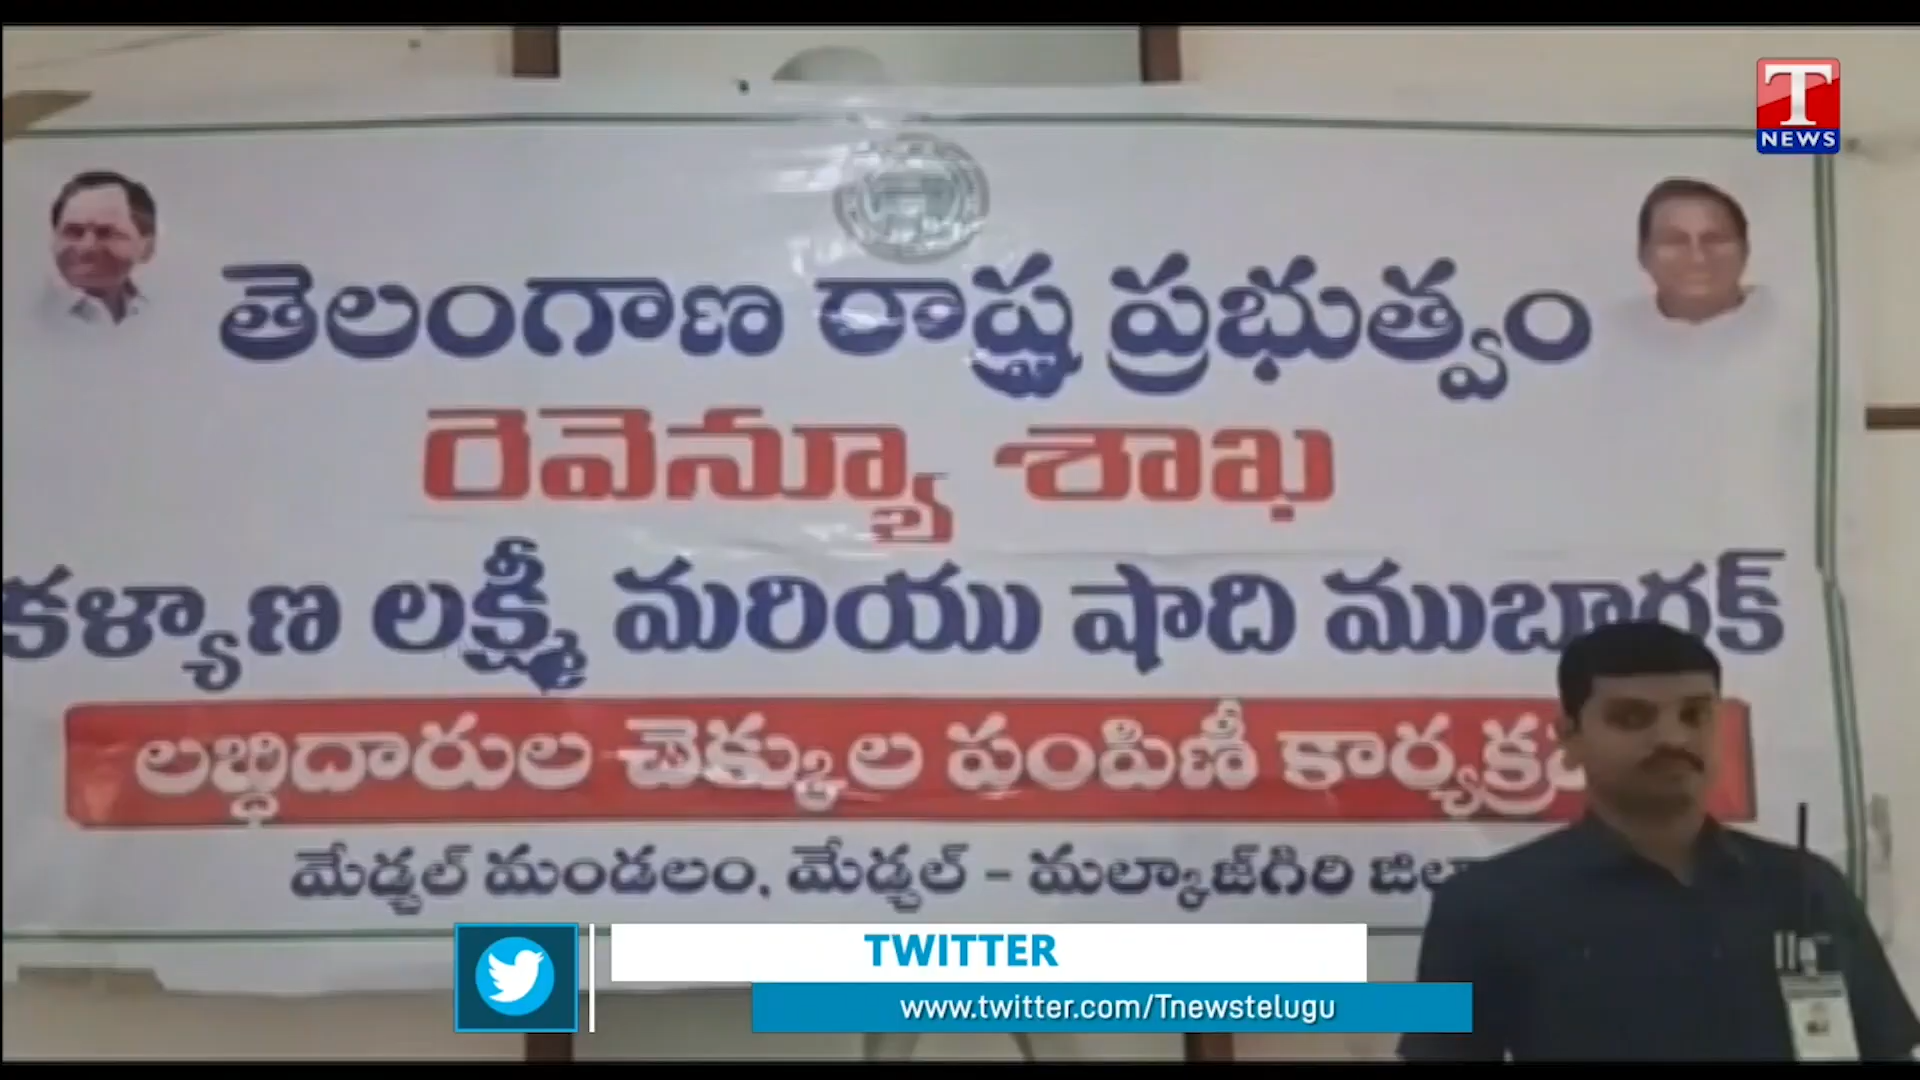 T
NEWS
తెలంగాణ రాష్ట్ర ప్రభుత్వం
రెవెన్యూ శాఖ
కళ్యాణ లక్ష్మీ మరియు షాది ముబారక్
లబ్ధిదారుల చెక్కుల పంపిణీ
మేడ్చల్ మండలం, మేడ్చల్ - మల్కాజ్‌గిరి
TWITTER
www.twitter.com/Tnewstelugu